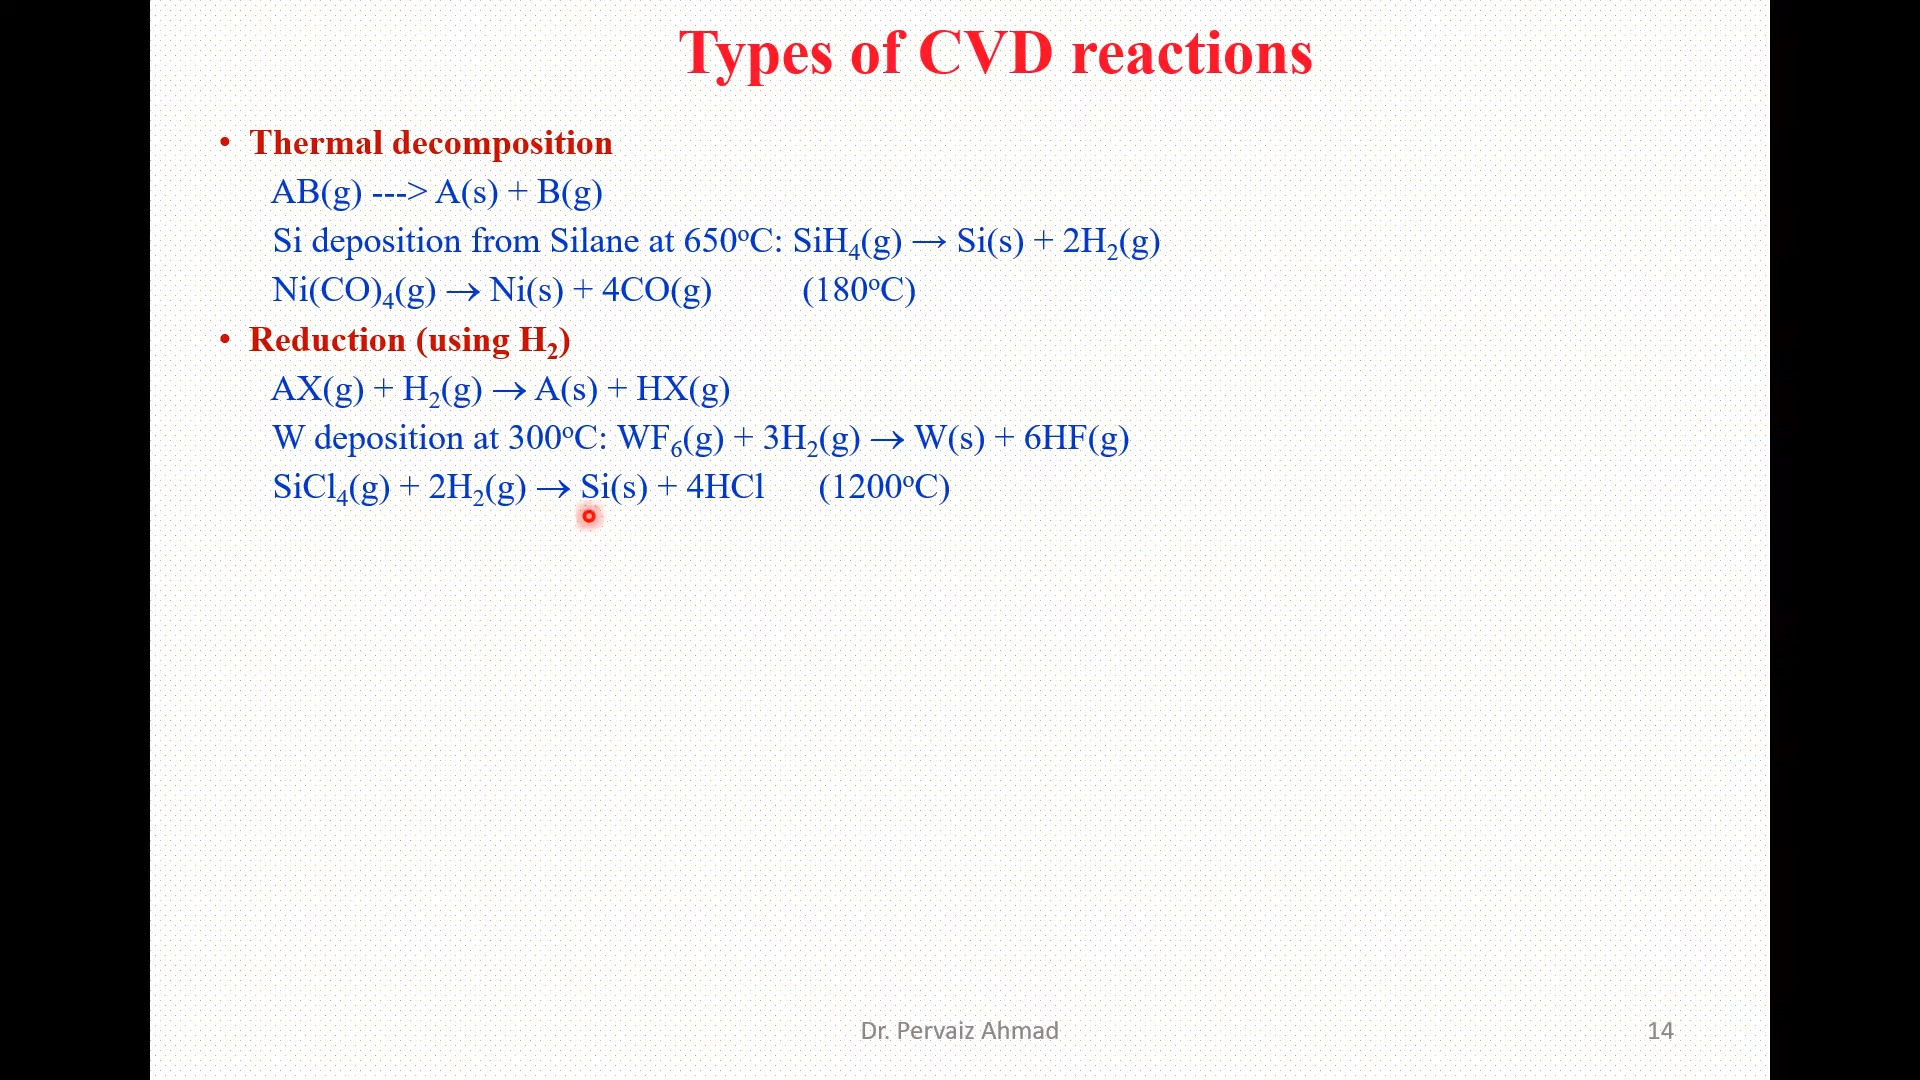 Types of CVD reactions
• Thermal decomposition
AB(g) ---> A(s) + B(g)
Si deposition from Silane at 650ᵒC: SiH₄(g) → Si(s) + 2H₂(g)
Ni(CO)₄(g) → Ni(s) + 4CO(g) (180ᵒC)
• Reduction (using H₂)
AX(g) + H₂(g) → A(s) + HX(g)
W deposition at 300ᵒC: WF₆(g) + 3H₂(g) → W(s) + 6HF(g)
SiCl₄(g) + 2H₂(g) → Si(s) + 4HCl (1200ᵒC)
Dr. Pervaiz Ahmad
14